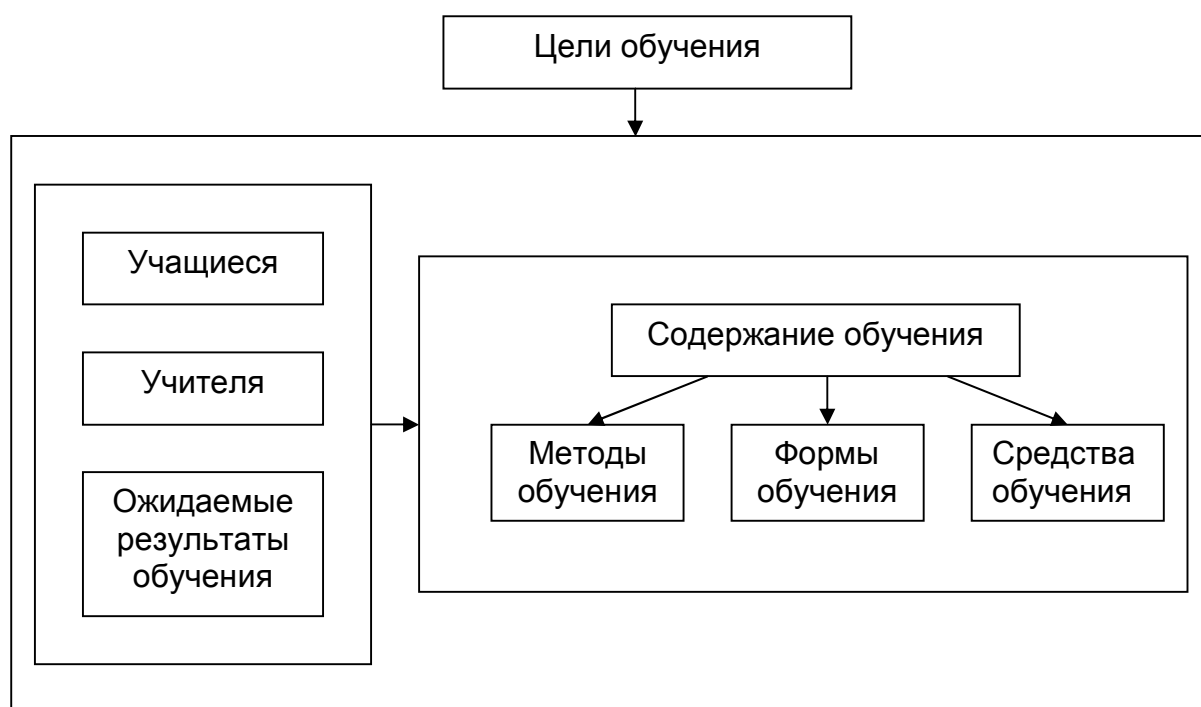 Цели обучения
Учащиеся
Учителя
Ожидаемые
результаты
обучения
Содержание обучения
Методы
обучения
Формы
обучения
Средства
обучения